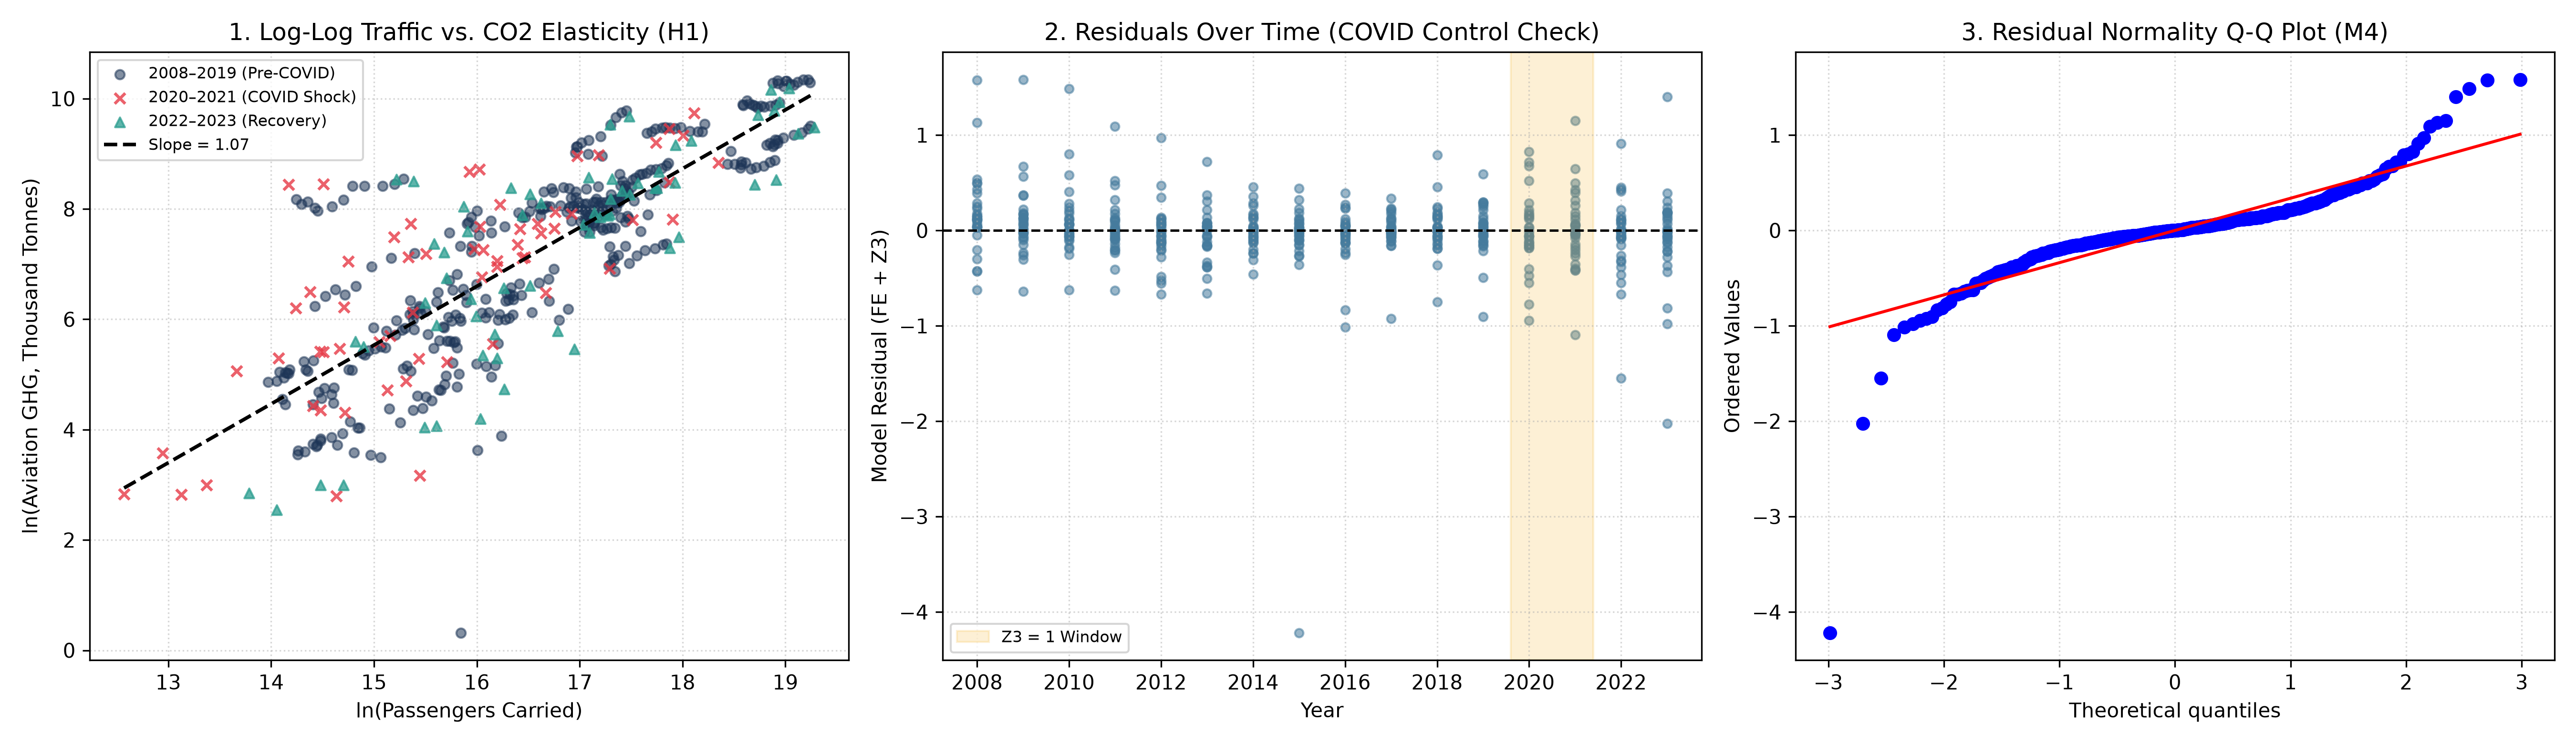 1. Log-Log Traffic vs. CO2 Elasticity (H1)
2008–2019 (Pre-COVID)
2020–2021 (COVID Shock)
2022–2023 (Recovery)
Slope = 1.07
ln(Aviation GHG, Thousand Tonnes)
10
8
6
4
2
0
13 14 15 16 17 18 19
ln(Passengers Carried)
2. Residuals Over Time (COVID Control Check)
Model Residual (FE + Z3)
1
0
−1
−2
−3
−4
Z3 = 1 Window
2008 2010 2012 2014 2016 2018 2020 2022
Year
3. Residual Normality Q-Q Plot (M4)
Ordered Values
1
0
−1
−2
−3
−4
−3 −2 −1 0 1 2 3
Theoretical quantiles